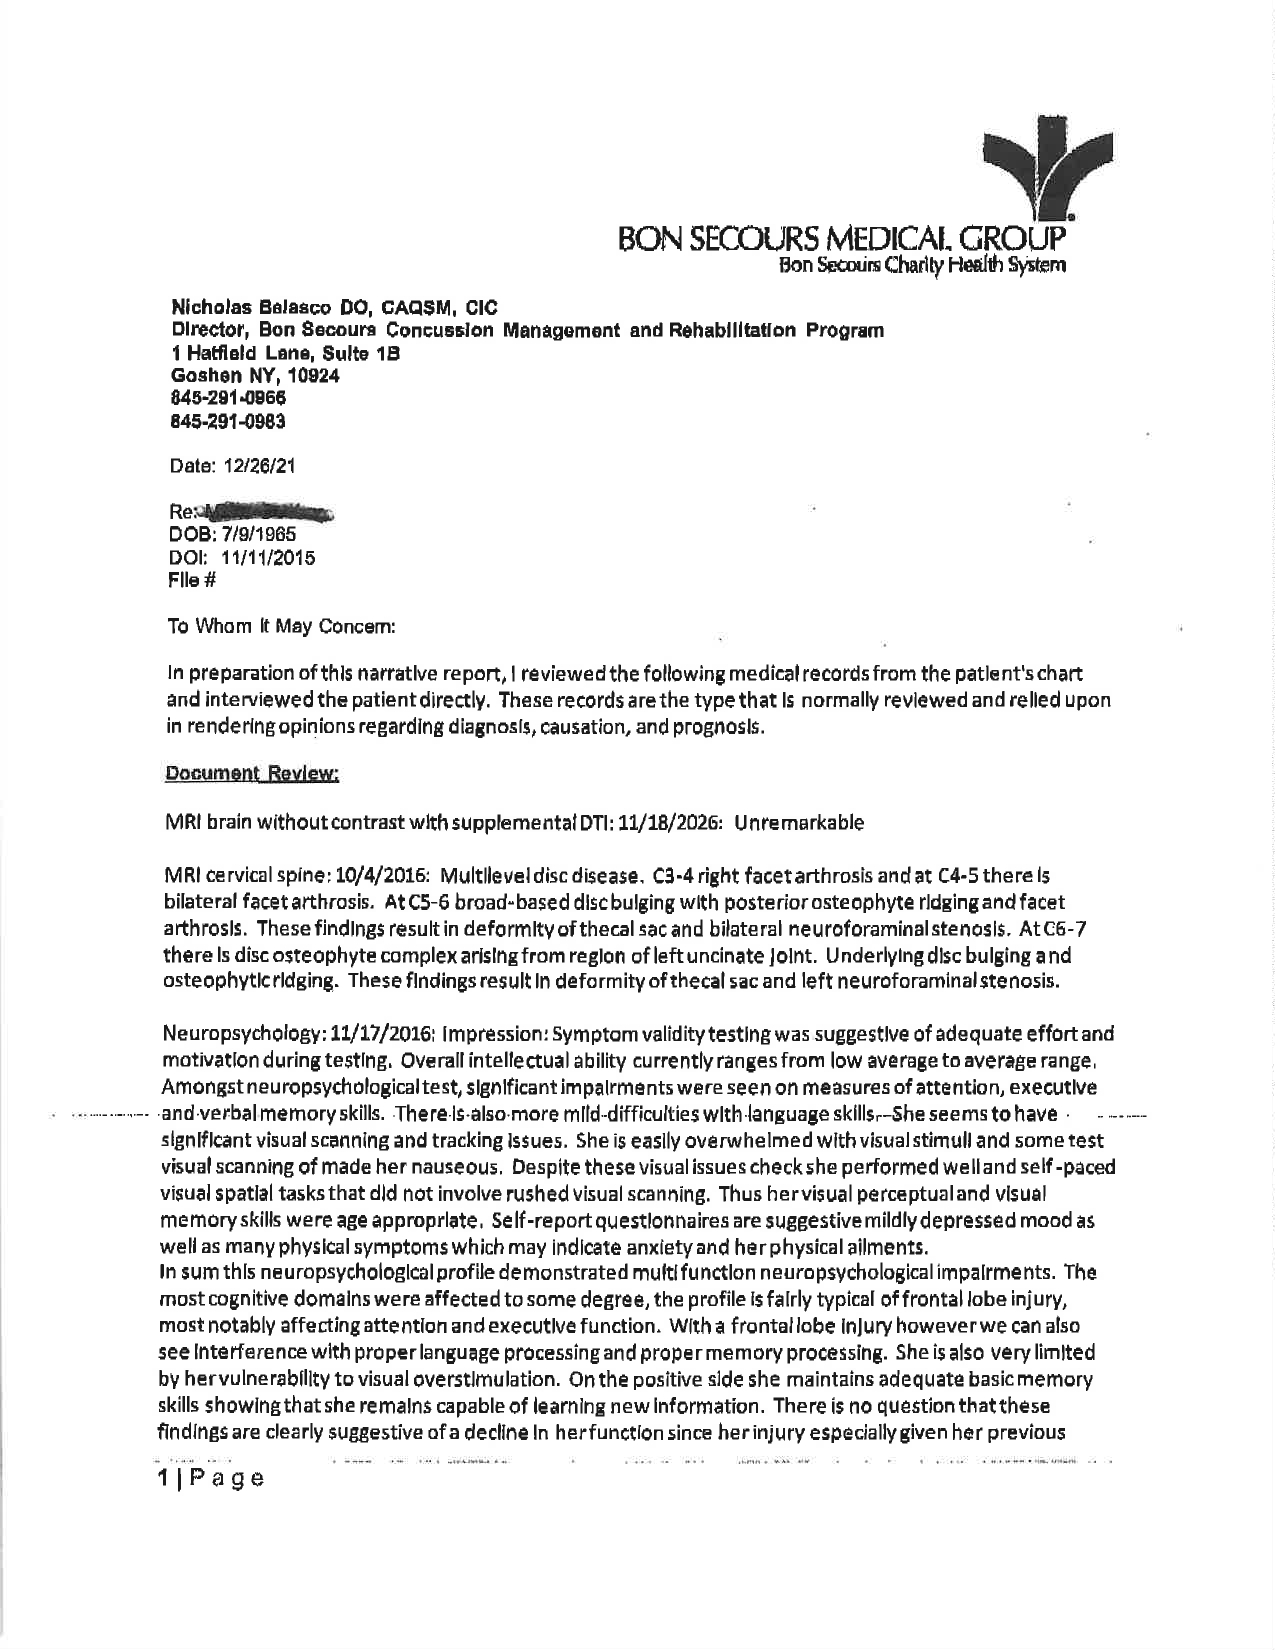 BON SECOURS MEDICAL GROUP
Bon Secours Charity Health System
Nicholas Belasco DO, CAQSM, CIC
Director, Bon Secours Concussion Management and Rehabilitation Program
1 Hatfield Lane, Suite 1B
Goshen NY, 10924
845-291-0966
845-291-0983
Date: 12/26/21
Re:
DOB: 7/9/1965
DOI: 11/11/2015
File #
To Whom It May Concern:
In preparation of this narrative report, I reviewed the following medical records from the patient's chart
and interviewed the patient directly. These records are the type that is normally reviewed and relied upon
in rendering opinions regarding diagnosis, causation, and prognosis.
Document Review:
MRI brain without contrast with supplemental DTI: 11/18/2026: Unremarkable
MRI cervical spine: 10/4/2016: Multilevel disc disease. C3-4 right facet arthrosis and at C4-5 there is
bilateral facet arthrosis. At C5-6 broad-based disc bulging with posterior osteophyte ridging and facet
arthrosis. These findings result in deformity of thecal sac and bilateral neuroforaminal stenosis. At C6-7
there is disc osteophyte complex arising from region of left uncinate joint. Underlying disc bulging and
osteophytic ridging. These findings result in deformity of thecal sac and left neuroforaminal stenosis.
Neuropsychology: 11/17/2016: Impression: Symptom validity testing was suggestive of adequate effort and
motivation during testing. Overall intellectual ability currently ranges from low average to average range.
Amongst neuropsychological test, significant impairments were seen on measures of attention, executive
and verbal memory skills. There is also more mild difficulties with language skills. She seems to have
significant visual scanning and tracking issues. She is easily overwhelmed with visual stimuli and some test
visual scanning of made her nauseous. Despite these visual issues check she performed well and self-paced
visual spatial tasks that did not involve rushed visual scanning. Thus her visual perceptual and visual
memory skills were age appropriate. Self-report questionnaires are suggestive mildly depressed mood as
well as many physical symptoms which may indicate anxiety and her physical ailments.
In sum this neuropsychological profile demonstrated multi function neuropsychological impairments. The
most cognitive domains were affected to some degree, the profile is fairly typical of frontal lobe injury,
most notably affecting attention and executive function. With a frontal lobe injury however we can also
see interference with proper language processing and proper memory processing. She is also very limited
by her vulnerability to visual overstimulation. On the positive side she maintains adequate basic memory
skills showing that she remains capable of learning new information. There is no question that these
findings are clearly suggestive of a decline in her function since her injury especially given her previous
1 | Page